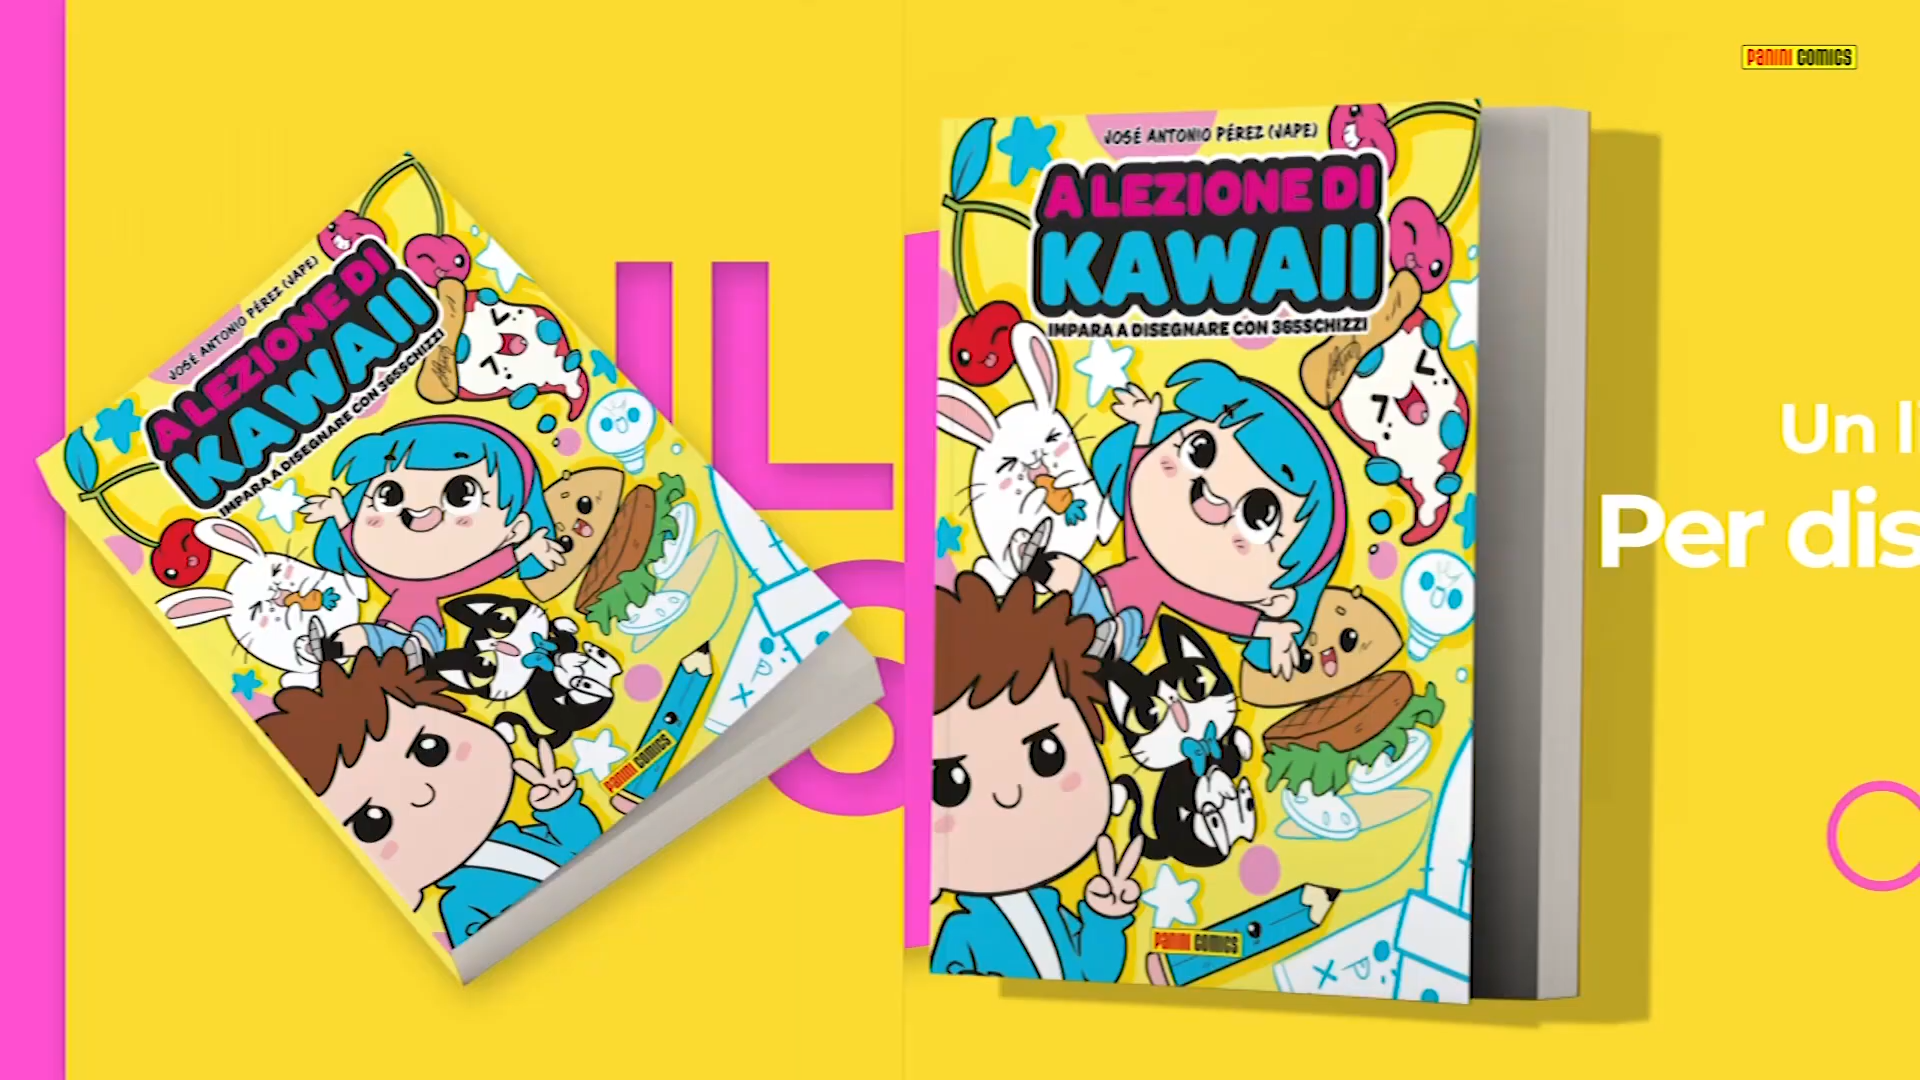 PANINI COMICS
JOSÉ ANTONIO PÉREZ (JAPE)
A LEZIONE DI
KAWAII
IMPARA A DISEGNARE CON 365SCHIZZI
PANINI COMICS
JOSÉ ANTONIO PÉREZ (JAPE)
A LEZIONE DI
KAWAII
IMPARA A DISEGNARE CON 365SCHIZZI
PANINI COMICS
IL
Un
Per